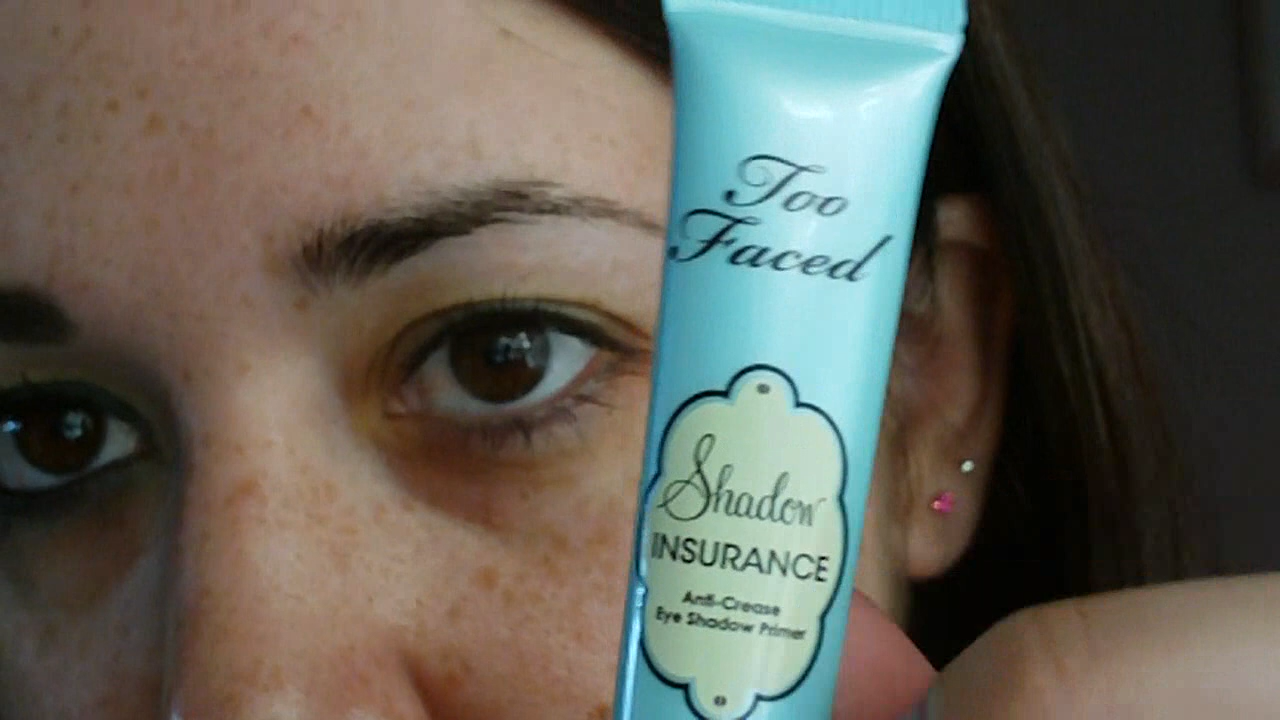 Too
Faced
Shadow
INSURANCE
Anti-Crease
Eye Shadow Primer